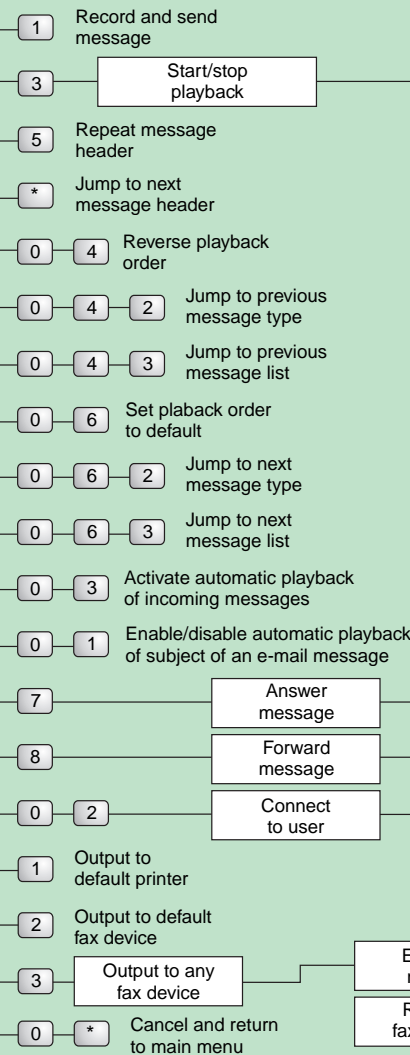 1 Record and send
message
3 Start/stop
playback
5 Repeat message
header
* Jump to next
message header
0 4 Reverse playback
order
0 4 2 Jump to previous
message type
0 4 3 Jump to previous
message list
0 6 Set plaback order
to default
0 6 2 Jump to next
message type
0 6 3 Jump to next
message list
0 3 Activate automatic playback
of incoming messages
0 1 Enable/disable automatic playback
of subject of an e-mail message
7 Answer
message
8 Forward
message
0 2 Connect
to user
1 Output to
default printer
2 Output to default
fax device
3 Output to any
fax device
0 * Cancel and return
to main menu